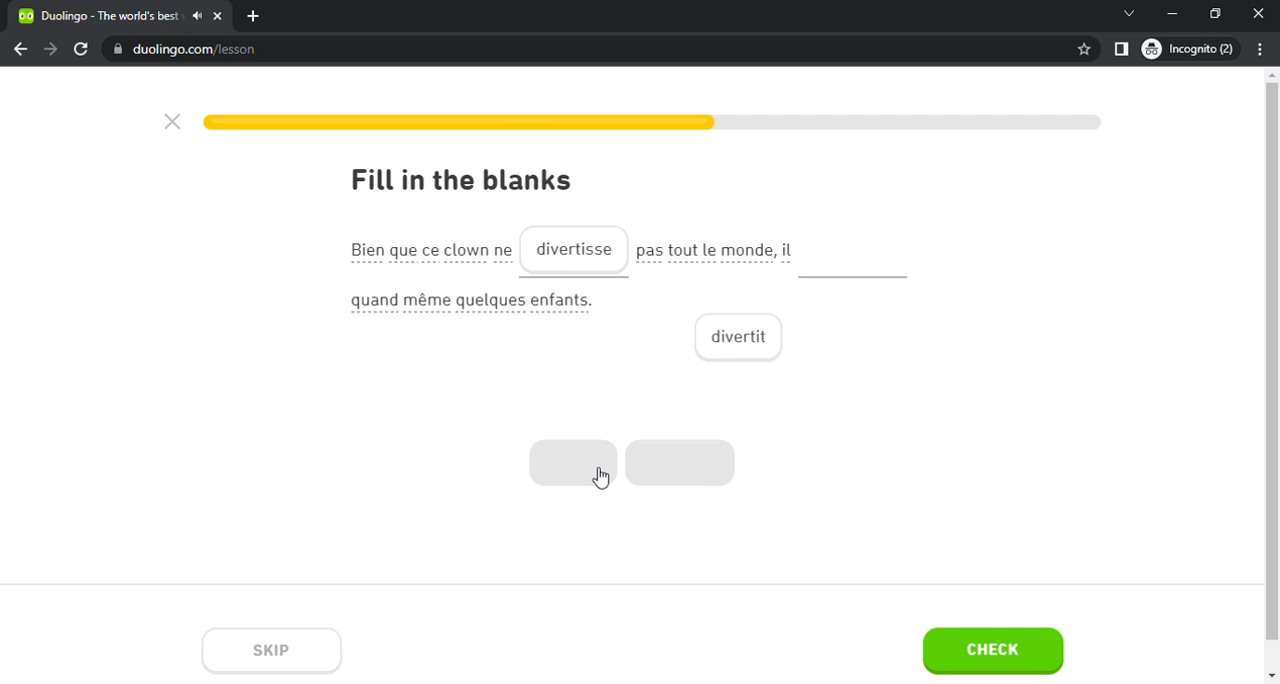 Duolingo - The world's best
duolingo.com/lesson
Incognito (2)
Fill in the blanks
Bien que ce clown ne divertisse pas tout le monde, il
quand même quelques enfants.
divertit
SKIP
CHECK